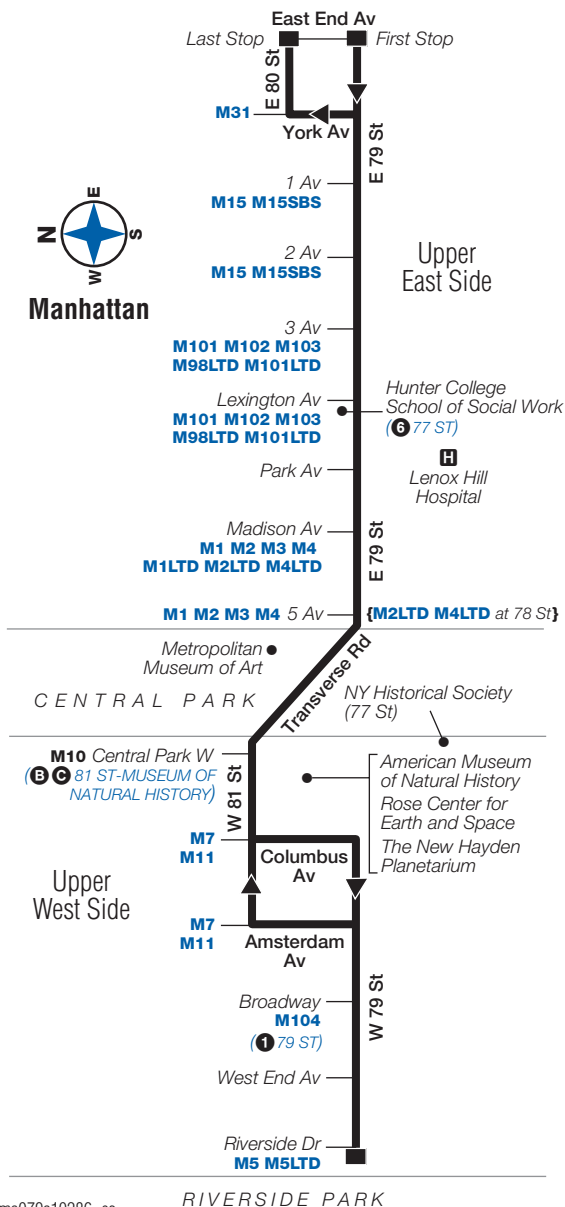 East End Av
Last Stop
First Stop
E 80 St
M31
York Av
E 79 St
1 Av
M15 M15SBS
N
E
S
W
Manhattan
2 Av
M15 M15SBS
Upper
East Side
3 Av
M101 M102 M103
M98LTD M101LTD
Lexington Av
M101 M102 M103
M98LTD M101LTD
Hunter College
School of Social Work
(6 77 ST)
Park Av
H
Lenox Hill
Hospital
Madison Av
M1 M2 M3 M4
M1LTD M2LTD M4LTD
E 79 St
M1 M2 M3 M4 5 Av
{M2LTD M4LTD at 78 St}
Metropolitan
Museum of Art
Transverse Rd
CENTRAL PARK
NY Historical Society
(77 St)
M10 Central Park W
(B C 81 ST-MUSEUM OF
NATURAL HISTORY)
W 81 St
American Museum
of Natural History
Rose Center for
Earth and Space
The New Hayden
Planetarium
M7
M11
Columbus
Av
Upper
West Side
M7
M11
Amsterdam
Av
Broadway
M104
(1 79 ST)
W 79 St
West End Av
Riverside Dr
M5 M5LTD
RIVERSIDE PARK